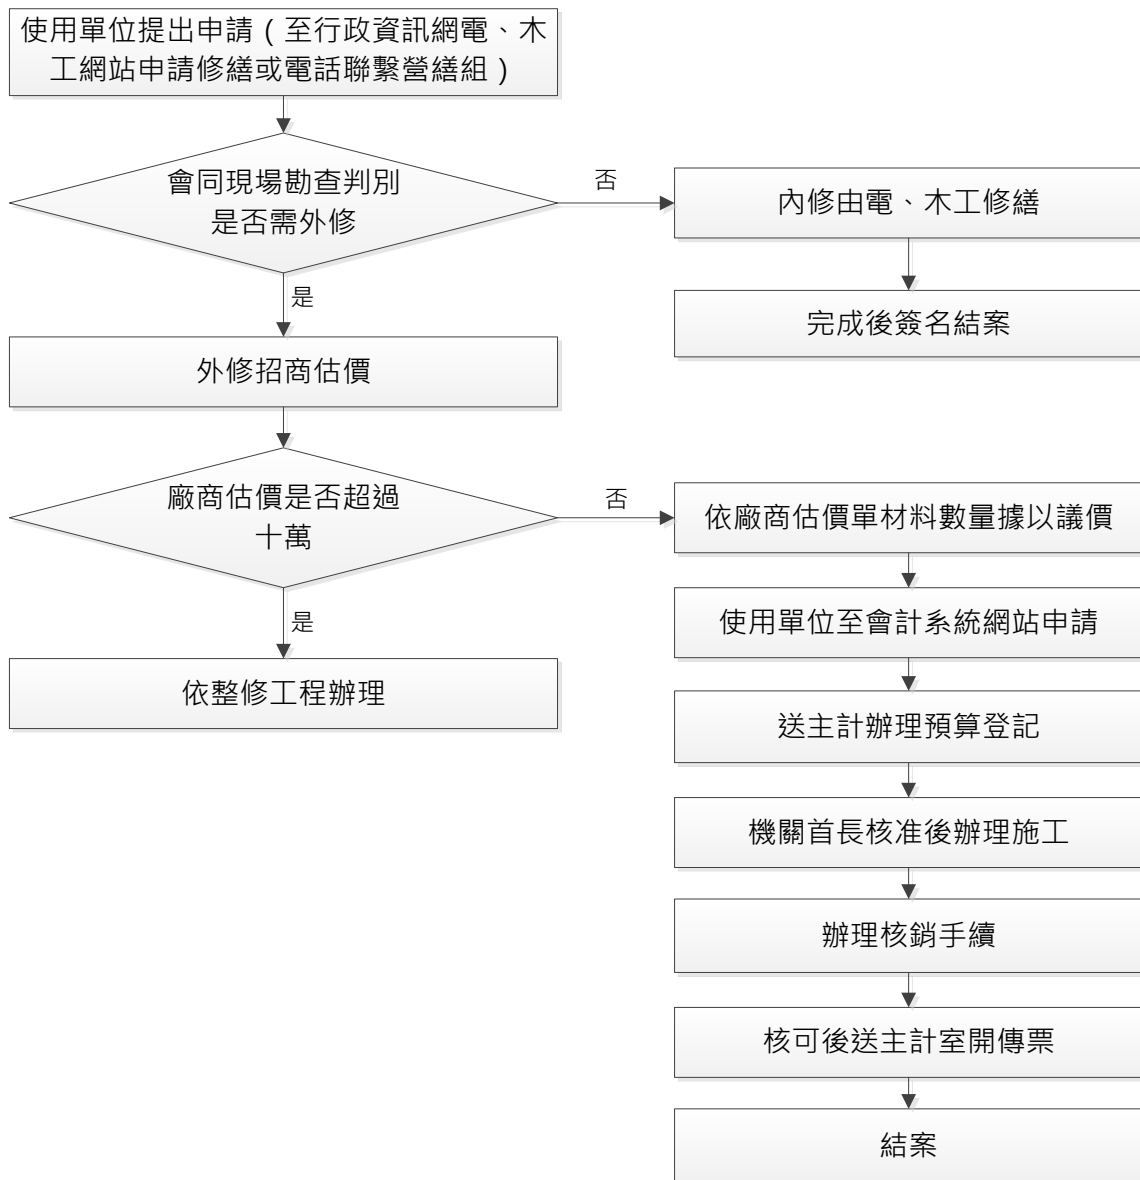 使用單位提出申請（至行政資訊網電、木
工網站申請修繕或電話聯繫營繕組）
會同現場勘查判別
是否需外修
否
內修由電、木工修繕
完成後簽名結案
是
外修招商估價
廠商估價是否超過
十萬
否
依廠商估價單材料數量據以議價
是
依整修工程辦理
使用單位至會計系統網站申請
送主計辦理預算登記
機關首長核准後辦理施工
辦理核銷手續
核可後送主計室開傳票
結案